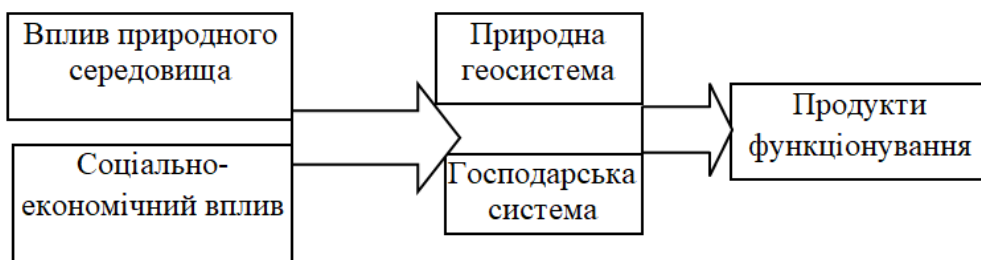 Вплив природного
середовища
Соціально-
економічний вплив
Природна
геосистема
Господарська
система
Продукти
функціонування